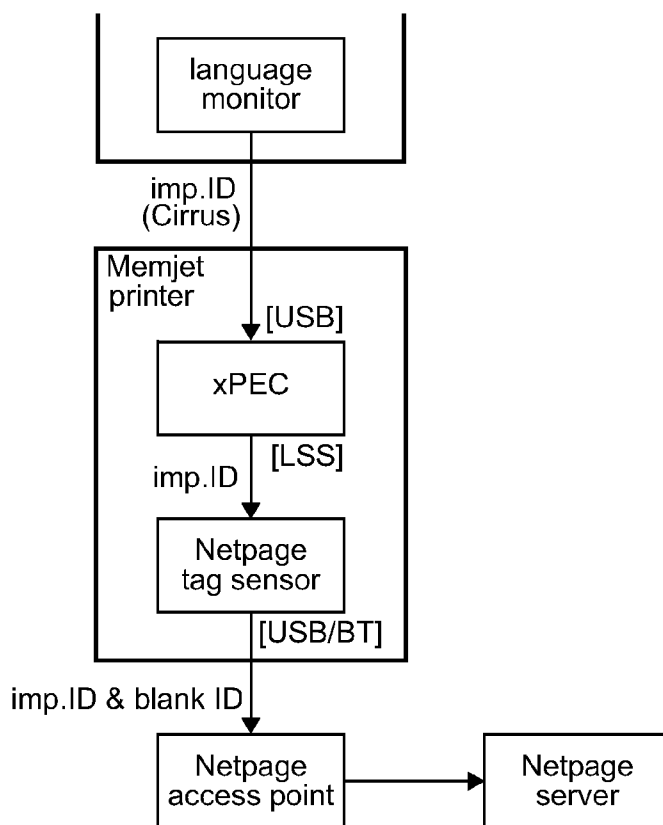 language
monitor
imp.ID
(Cirrus)
Memjet
printer
[USB]
xPEC
[LSS]
imp.ID
Netpage
tag sensor
[USB/BT]
imp.ID & blank ID
Netpage
access point
Netpage
server